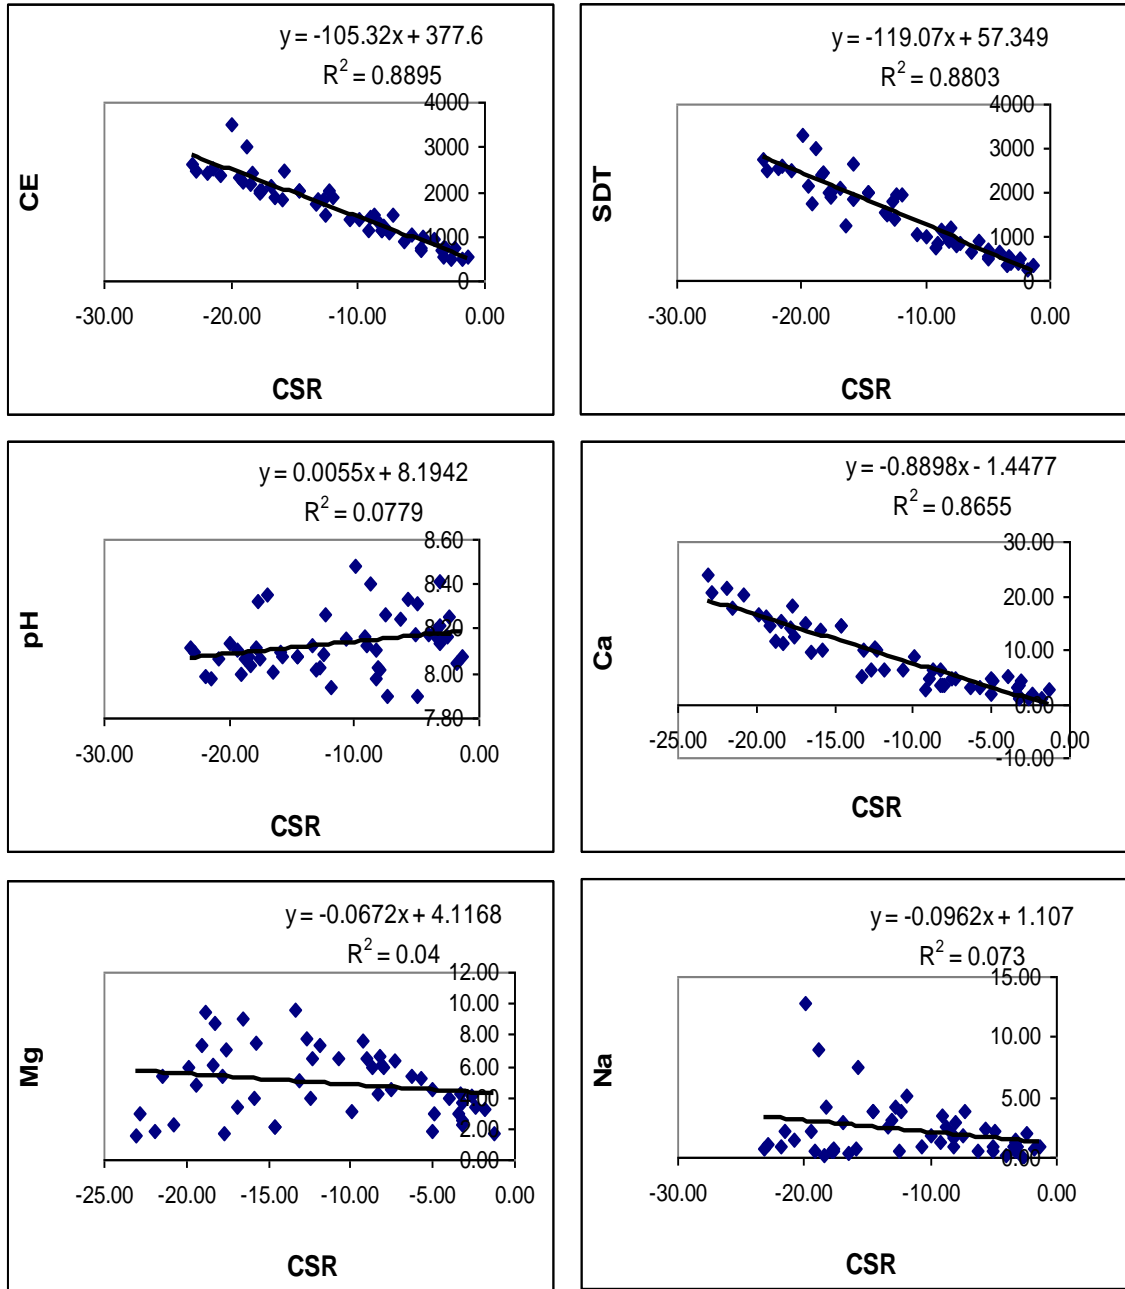 y = -105.32x + 377.6
R² = 0.8895
4000
3000
2000
1000
0
-30.00 -20.00 -10.00 0.00
CE
CSR
y = -119.07x + 57.349
R² = 0.8803
4000
3000
2000
1000
0
-30.00 -20.00 -10.00 0.00
SDT
CSR
y = 0.0055x + 8.1942
R² = 0.0779
8.60
8.40
8.20
8.00
7.80
-30.00 -20.00 -10.00 0.00
pH
CSR
y = -0.8898x - 1.4477
R² = 0.8655
30.00
20.00
10.00
0.00
-10.00
-25.00 -20.00 -15.00 -10.00 -5.00 0.00
Ca
CSR
y = -0.0672x + 4.1168
R² = 0.04
12.00
10.00
8.00
6.00
4.00
2.00
0.00
-25.00 -20.00 -15.00 -10.00 -5.00 0.00
Mg
CSR
y = -0.0962x + 1.107
R² = 0.073
15.00
10.00
5.00
0.00
-30.00 -20.00 -10.00 0.00
Na
CSR